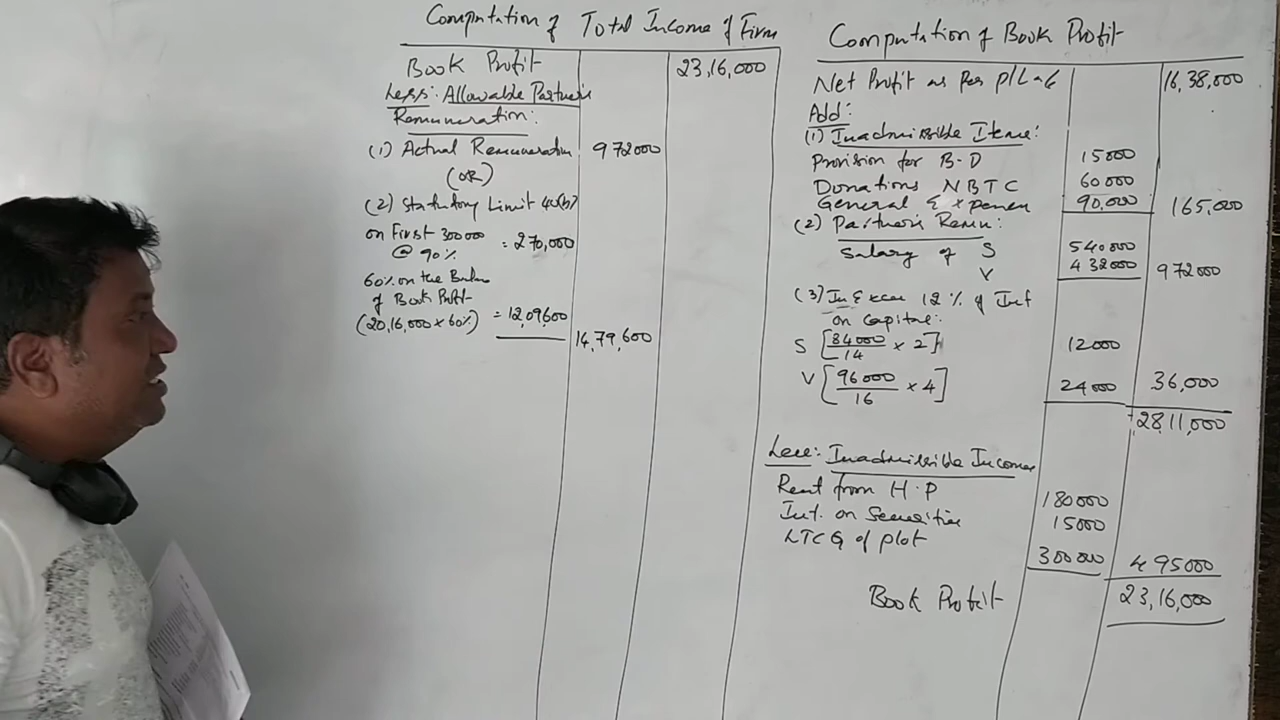 Computation of Total Income of Firm
Book Profit 23,16,000
Less: Allowable Partners
Remuneration:
(1) Actual Remuneration 972000
(OR)
(2) Statutory Limit 40(b)
on First 300000
@ 90% = 270,000
60% on the Balance
of Book Profit
(20,16,000 x 60%) = 12,09,600
14,79,600
Computation of Book Profit
Net Profit as per P/L a/c 16,38,000
Add:
(1) Inadmissible Items:
Provision for B.D 15000
Donations NBTC 60000
General Expenses 90,000 165,000
(2) Partner's Remu:
Salary of S 540000
V 432000 972000
(3) In Excess 12% of Int
on Capital:
S [84000/14 x 2] 12000
V [96000/16 x 4] 24000 36,000
28,11,000
Less: Inadmissible Incomes
Rent from H.P 180000
Int. on Securities 15000
LTCG of plot 300000 495000
Book Profit 23,16,000